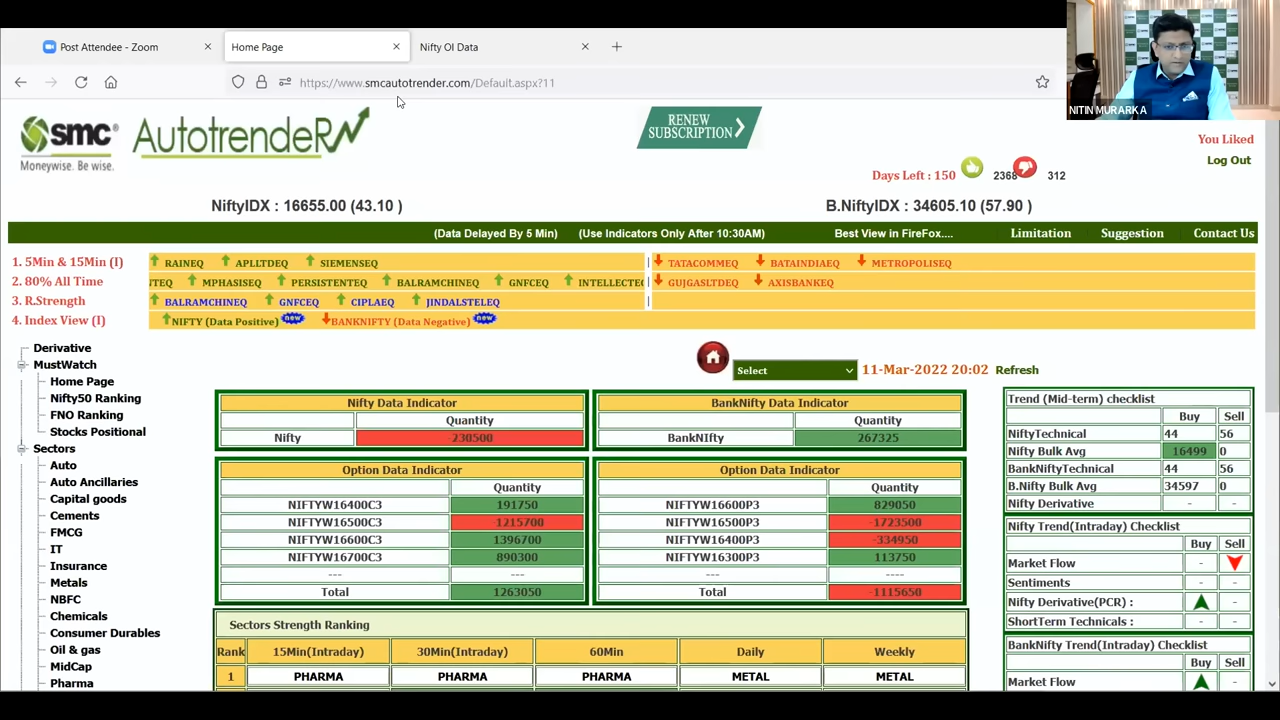 Post Attendee - Zoom
Home Page
Nifty OI Data
https://www.smcautotrender.com/Default.aspx?11
NITIN MURARKA
smc
Moneywise. Be wise.
AutotrendeR
RENEW
SUBSCRIPTION
You Liked
Log Out
Days Left : 150
2368
312
NiftyIDX : 16655.00 (43.10 )
B.NiftyIDX : 34605.10 (57.90 )
(Data Delayed By 5 Min)
(Use Indicators Only After 10:30AM)
Best View in FireFox....
Limitation
Suggestion
Contact Us
1. 5Min & 15Min (I)
RAINEQ APLLTDEQ SIEMENSEQ
TATACOMMEQ BATAINDIAEQ METROPOLISEQ
2. 80% All Time
TEQ MPHASISEQ PERSISTENTEQ BALRAMCHINEQ GNFCEQ INTELLECTEQ
GUJGASLTDEQ AXISBANKEQ
3. R.Strength
BALRAMCHINEQ GNFCEQ CIPLAEQ JINDALSTELEQ
4. Index View (I)
NIFTY (Data Positive) new BANKNIFTY (Data Negative) new
Derivative
MustWatch
Home Page
Nifty50 Ranking
FNO Ranking
Stocks Positional
Sectors
Auto
Auto Ancillaries
Capital goods
Cements
FMCG
IT
Insurance
Metals
NBFC
Chemicals
Consumer Durables
Oil & gas
MidCap
Pharma
Select
11-Mar-2022 20:02 Refresh
Nifty Data Indicator
Quantity
Nifty -230500
BankNifty Data Indicator
Quantity
BankNIfty 267325
Option Data Indicator
Quantity
NIFTYW16400C3 191750
NIFTYW16500C3 -1215700
NIFTYW16600C3 1396700
NIFTYW16700C3 890300
--- ---
Total 1263050
Option Data Indicator
Quantity
NIFTYW16600P3 829050
NIFTYW16500P3 -1723500
NIFTYW16400P3 -334950
NIFTYW16300P3 113750
--- ----
Total -1115650
Sectors Strength Ranking
Rank 15Min(Intraday) 30Min(Intraday) 60Min Daily Weekly
1 PHARMA PHARMA PHARMA METAL METAL
Trend (Mid-term) checklist
Buy Sell
NiftyTechnical 44 56
Nifty Bulk Avg 16499 0
BankNiftyTechnical 44 56
B.Nifty Bulk Avg 34597 0
Nifty Derivative - -
Nifty Trend(Intraday) Checklist
Buy Sell
Market Flow -
Sentiments - -
Nifty Derivative(PCR) : -
ShortTerm Technicals : - -
BankNifty Trend(Intraday) Checklist
Buy Sell
Market Flow -